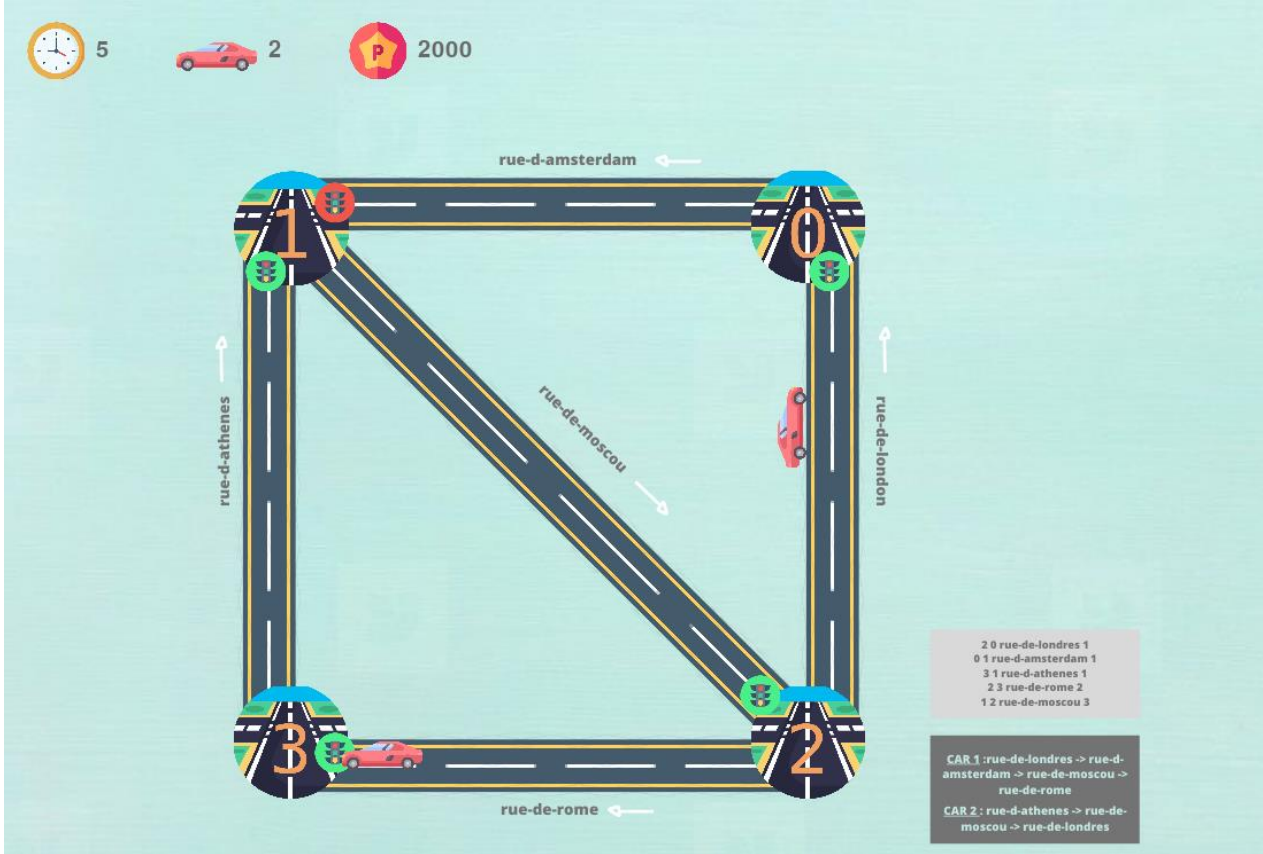 5
2
P
2000
rue-d-amsterdam
1
0
rue-d-athenes
rue-de-moscou
rue-de-london
3
2
rue-de-rome
2 0 rue-de-londres 1
0 1 rue-d-amsterdam 1
3 1 rue-d-athenes 1
2 3 rue-de-rome 2
1 2 rue-de-moscou 3
CAR 1 :rue-de-londres -> rue-d-
amsterdam -> rue-de-moscou ->
rue-de-rome
CAR 2 : rue-d-athenes -> rue-de-
moscou -> rue-de-londres